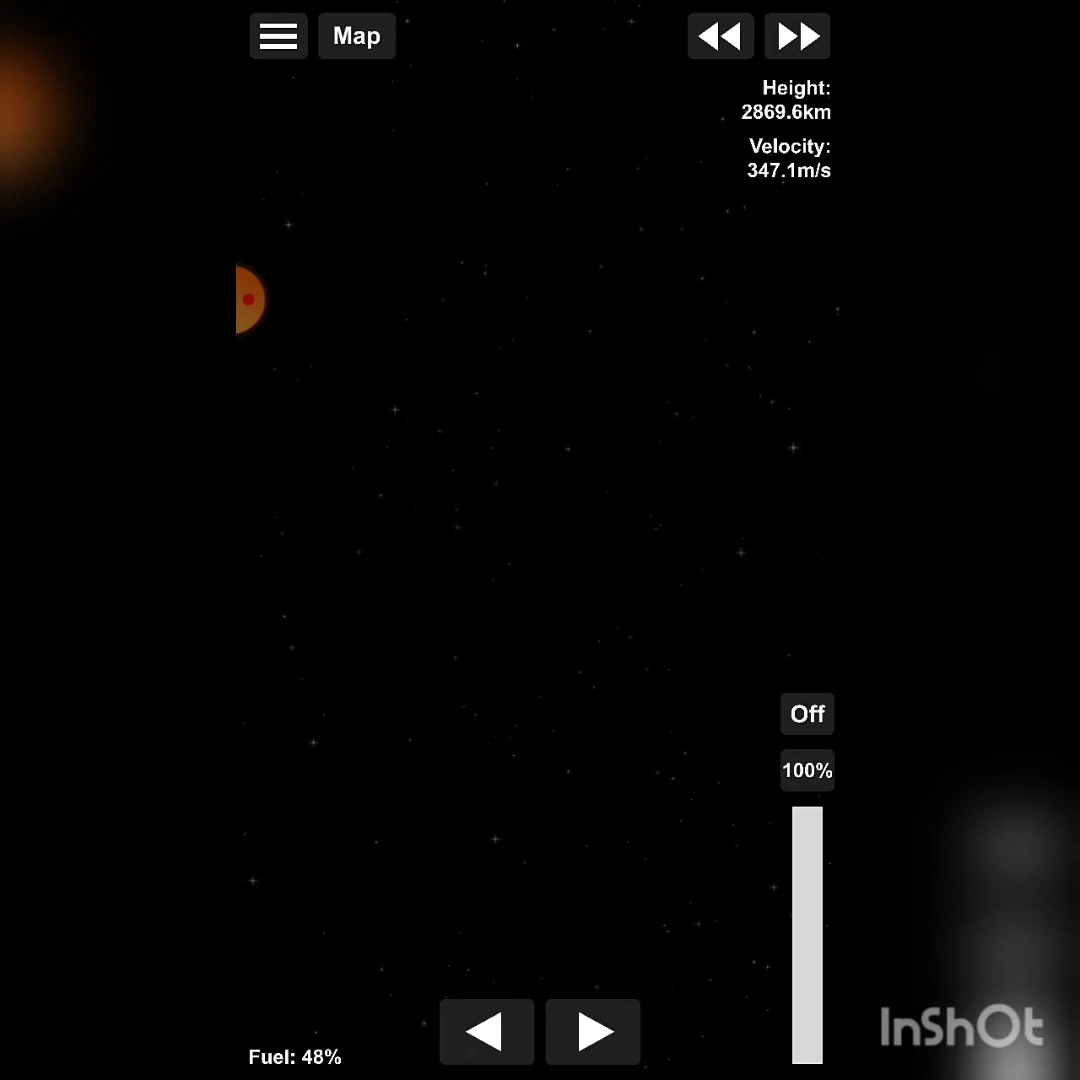 Map
Height:
2869.6km
Velocity:
347.1m/s
Off
100%
Fuel: 48%
InShOt